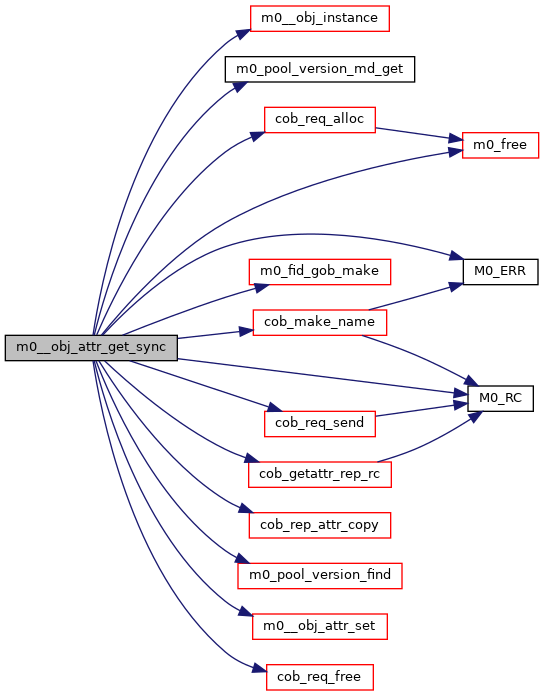 m0__obj_instance
m0_pool_version_md_get
cob_req_alloc
m0_free
M0_ERR
m0_fid_gob_make
cob_make_name
m0__obj_attr_get_sync
M0_RC
cob_req_send
cob_getattr_rep_rc
cob_rep_attr_copy
m0_pool_version_find
m0__obj_attr_set
cob_req_free